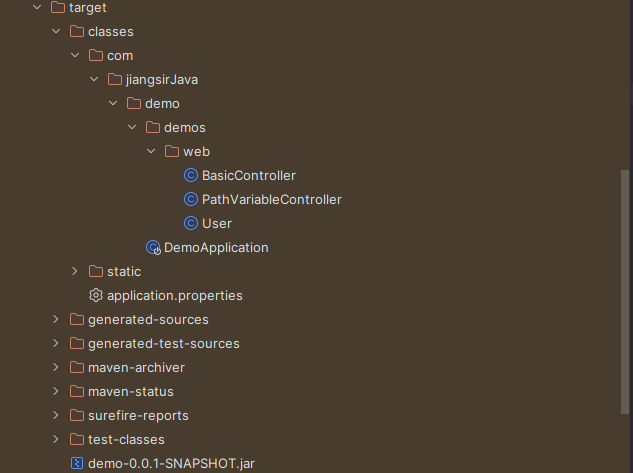 target
classes
com
jiangsirJava
demo
demos
web
BasicController
PathVariableController
User
DemoApplication
static
application.properties
generated-sources
generated-test-sources
maven-archiver
maven-status
surefire-reports
test-classes
demo-0.0.1-SNAPSHOT.jar